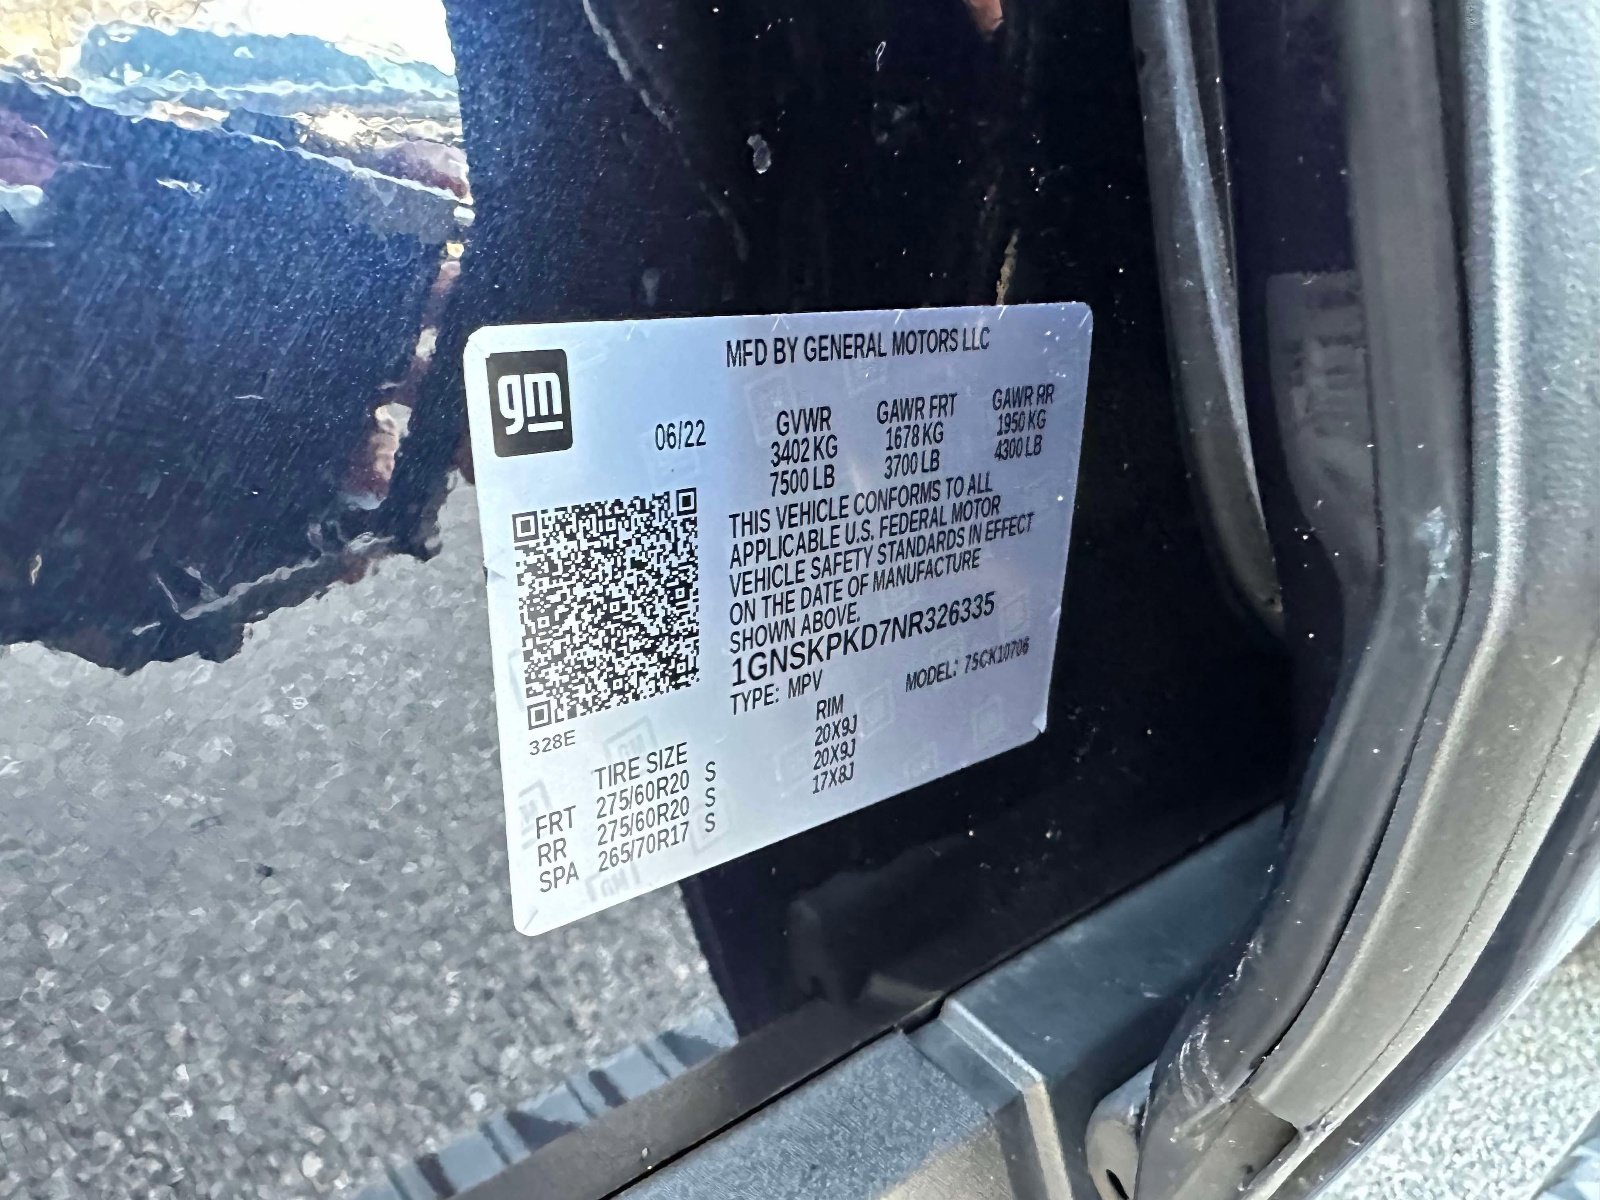 gm
MFD BY GENERAL MOTORS LLC
06/22
GVWR GAWR FRT GAWR RR
3402 KG 1678 KG 1950 KG
7500 LB 3700 LB 4300 LB
THIS VEHICLE CONFORMS TO ALL
APPLICABLE U.S. FEDERAL MOTOR
VEHICLE SAFETY STANDARDS IN EFFECT
ON THE DATE OF MANUFACTURE
SHOWN ABOVE.
1GNSKPKD7NR326335
TYPE: MPV MODEL: 75CK10706
328E
TIRE SIZE RIM
FRT 275/60R20 S 20X9J
RR 275/60R20 S 20X9J
SPA 265/70R17 S 17X8J